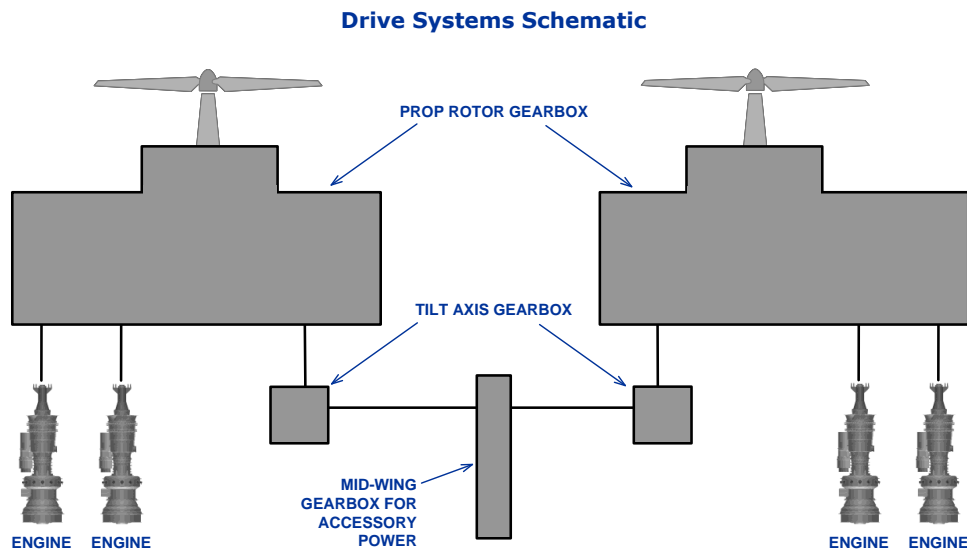 Drive Systems Schematic
PROP ROTOR GEARBOX
TILT AXIS GEARBOX
MID-WING
GEARBOX FOR
ACCESSORY
POWER
ENGINE
ENGINE
ENGINE
ENGINE